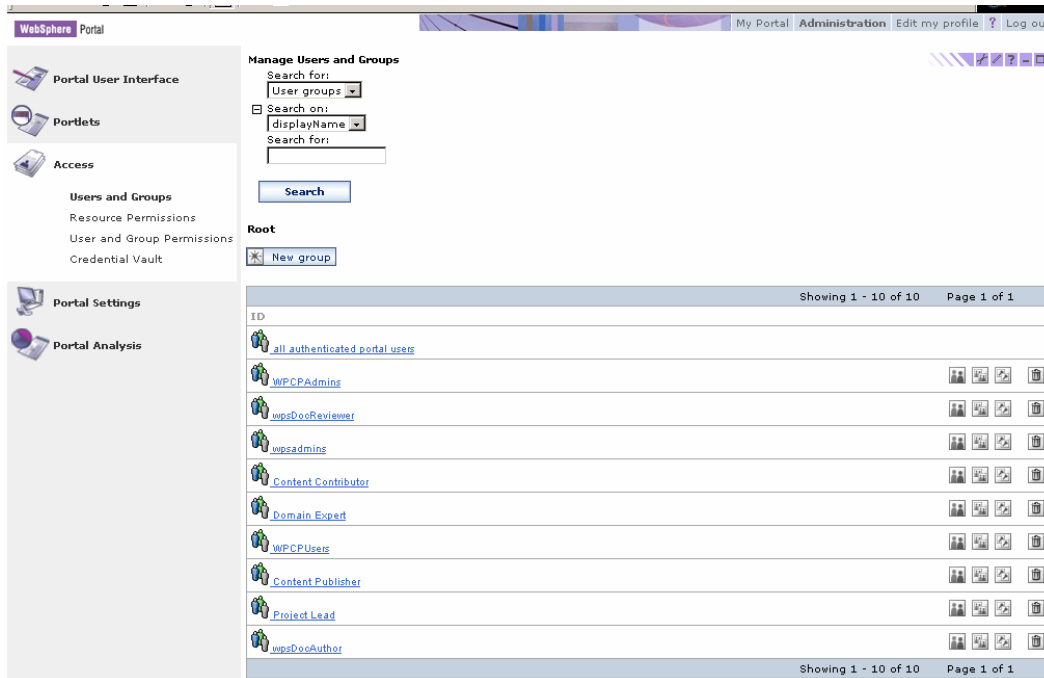 WebSphere Portal
My Portal Administration Edit my profile ? Log ou
Portal User Interface
Portlets
Access
Users and Groups
Resource Permissions
User and Group Permissions
Credential Vault
Portal Settings
Portal Analysis
Manage Users and Groups
Search for:
User groups
Search on:
displayName
Search for:
Search
Root
New group
Showing 1 - 10 of 10 Page 1 of 1
ID
all authenticated portal users
WPCPAdmins
wpsDocReviewer
wpsadmins
Content Contributor
Domain Expert
WPCPUsers
Content Publisher
Project Lead
wpsDocAuthor
Showing 1 - 10 of 10 Page 1 of 1